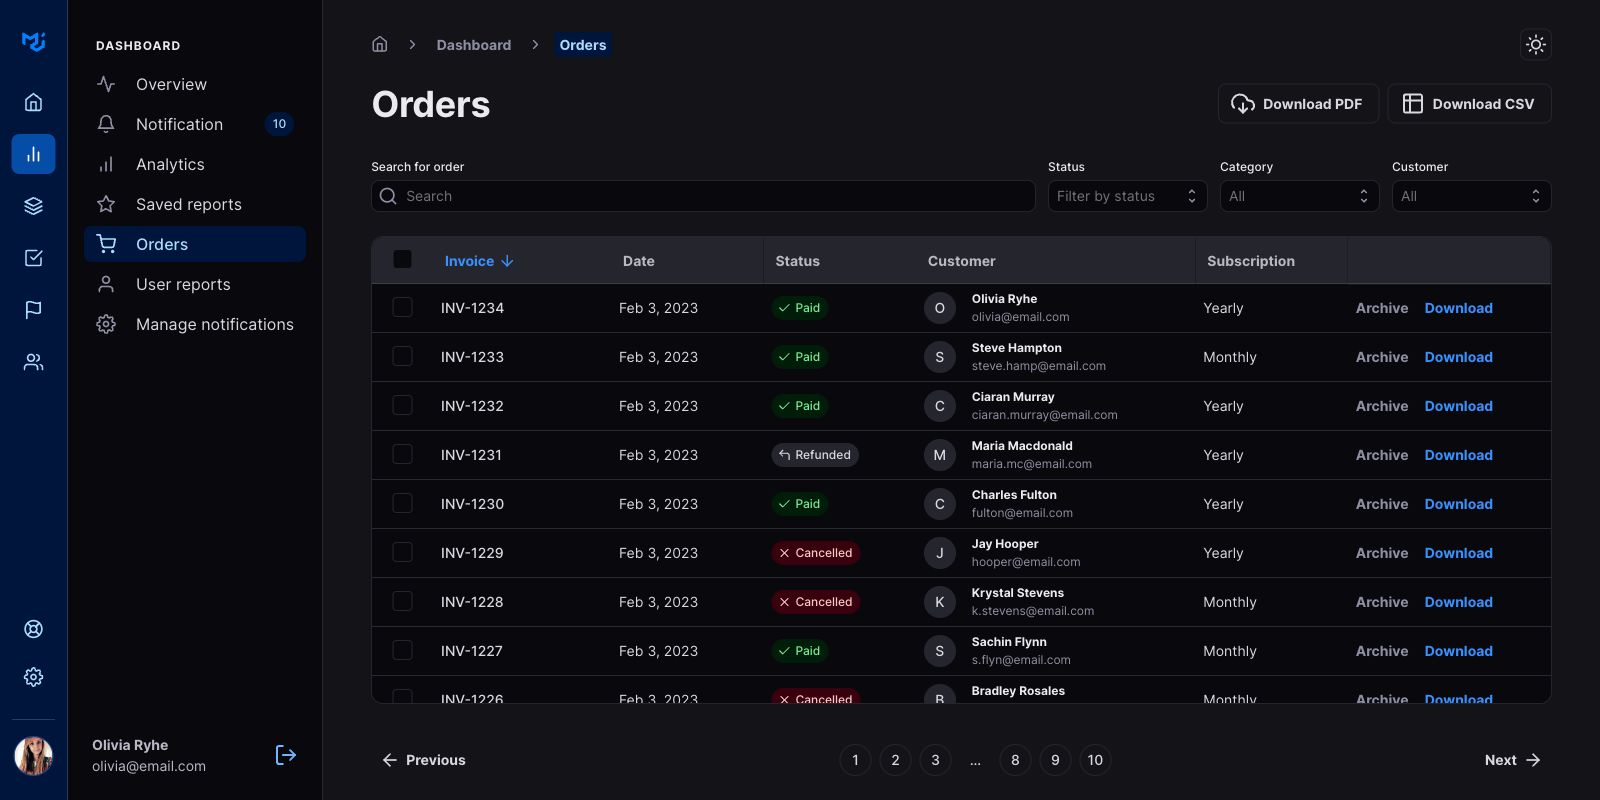 DASHBOARD
Overview
Notification 10
Analytics
Saved reports
Orders
User reports
Manage notifications
Olivia Ryhe
olivia@email.com
Dashboard Orders
Orders
Download PDF Download CSV
Search for order Status Category Customer
Search Filter by status All All
Invoice Date Status Customer Subscription
INV-1234 Feb 3, 2023 Paid O Olivia Ryhe olivia@email.com Yearly Archive Download
INV-1233 Feb 3, 2023 Paid S Steve Hampton steve.hamp@email.com Monthly Archive Download
INV-1232 Feb 3, 2023 Paid C Ciaran Murray ciaran.murray@email.com Yearly Archive Download
INV-1231 Feb 3, 2023 Refunded M Maria Macdonald maria.mc@email.com Yearly Archive Download
INV-1230 Feb 3, 2023 Paid C Charles Fulton fulton@email.com Yearly Archive Download
INV-1229 Feb 3, 2023 Cancelled J Jay Hooper hooper@email.com Yearly Archive Download
INV-1228 Feb 3, 2023 Cancelled K Krystal Stevens k.stevens@email.com Monthly Archive Download
INV-1227 Feb 3, 2023 Paid S Sachin Flynn s.flyn@email.com Monthly Archive Download
INV-1226 Feb 3, 2023 Cancelled B Bradley Rosales Monthly Archive Download
Previous 1 2 3 … 8 9 10 Next